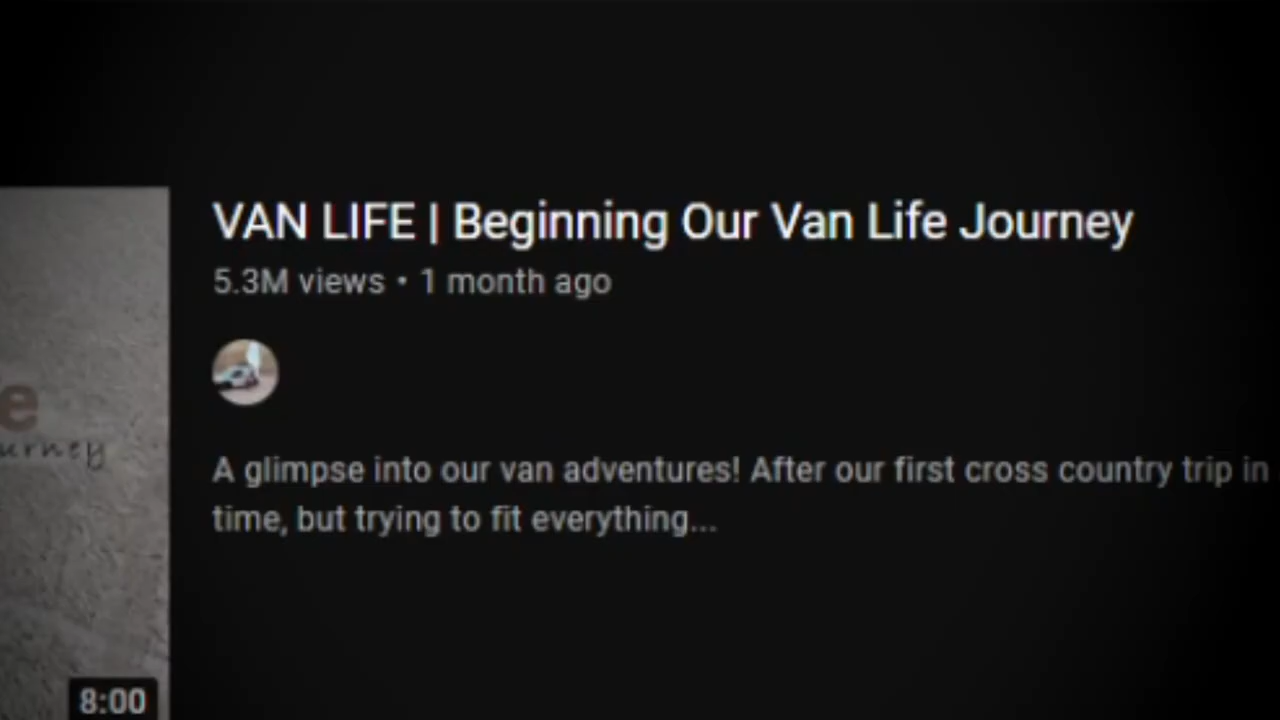 VAN LIFE | Beginning Our Van Life Journey
5.3M views • 1 month ago
e
urney
A glimpse into our van adventures! After our first cross country trip in
time, but trying to fit everything...
8:00